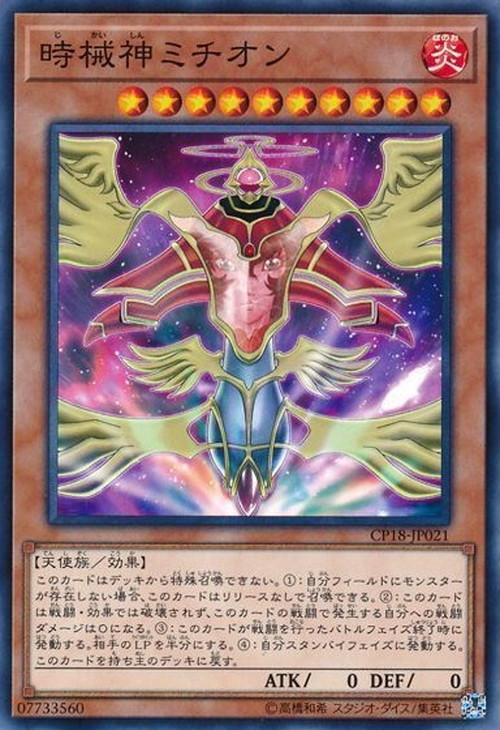 時械神ミチオン
炎
CP18-JP021
【天使族／効果】
このカードはデッキから特殊召喚できない。①：自分フィールドにモンスター
が存在しない場合、このカードはリリースなしで召喚できる。②：このカード
は戦闘・効果では破壊されず、このカードの戦闘で発生する自分への戦闘
ダメージは０になる。③：このカードが戦闘を行ったバトルフェイズ終了時に
発動する。相手のLPを半分にする。④：自分スタンバイフェイズに発動する。
このカードを持ち主のデッキに戻す。
ATK/ 0 DEF/ 0
07733560
©高橋和希 スタジオ・ダイス/集英社